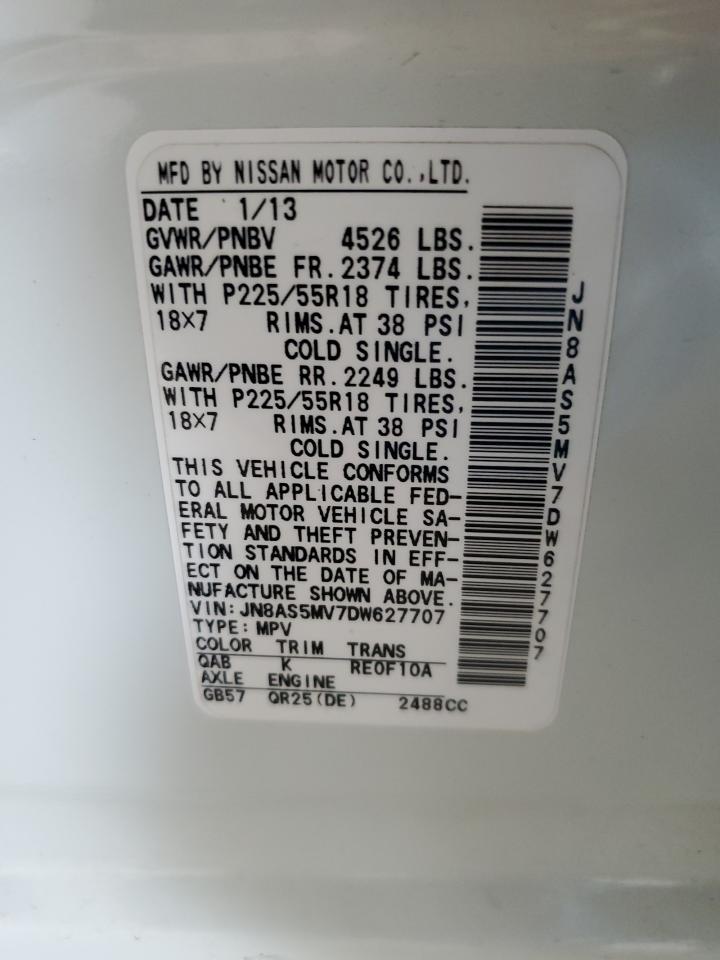 MFD BY NISSAN MOTOR CO.,LTD.
DATE 1/13
GVWR/PNBV 4526 LBS.
GAWR/PNBE FR.2374 LBS.
WITH P225/55R18 TIRES,
18×7 RIMS.AT 38 PSI
COLD SINGLE.
GAWR/PNBE RR.2249 LBS.
WITH P225/55R18 TIRES,
18×7 RIMS.AT 38 PSI
COLD SINGLE.
THIS VEHICLE CONFORMS
TO ALL APPLICABLE FED-
ERAL MOTOR VEHICLE SA-
FETY AND THEFT PREVEN-
TION STANDARDS IN EFF-
ECT ON THE DATE OF MA-
NUFACTURE SHOWN ABOVE.
VIN:JN8AS5MV7DW627707
TYPE:MPV
COLOR TRIM TRANS
QAB K RE0F10A
AXLE ENGINE
GB57 QR25(DE) 2488CC
JN8AS5MV7DW627707